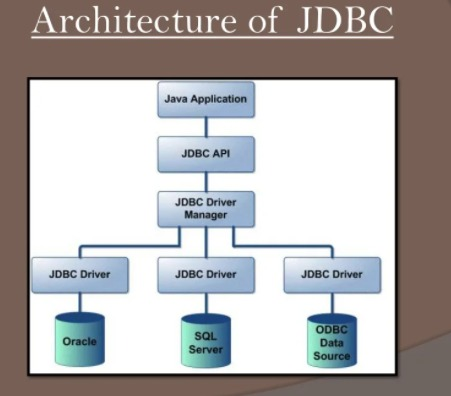 Architecture of JDBC
Java Application
JDBC API
JDBC Driver
Manager
JDBC Driver
JDBC Driver
JDBC Driver
Oracle
SQL
Server
ODBC
Data
Source